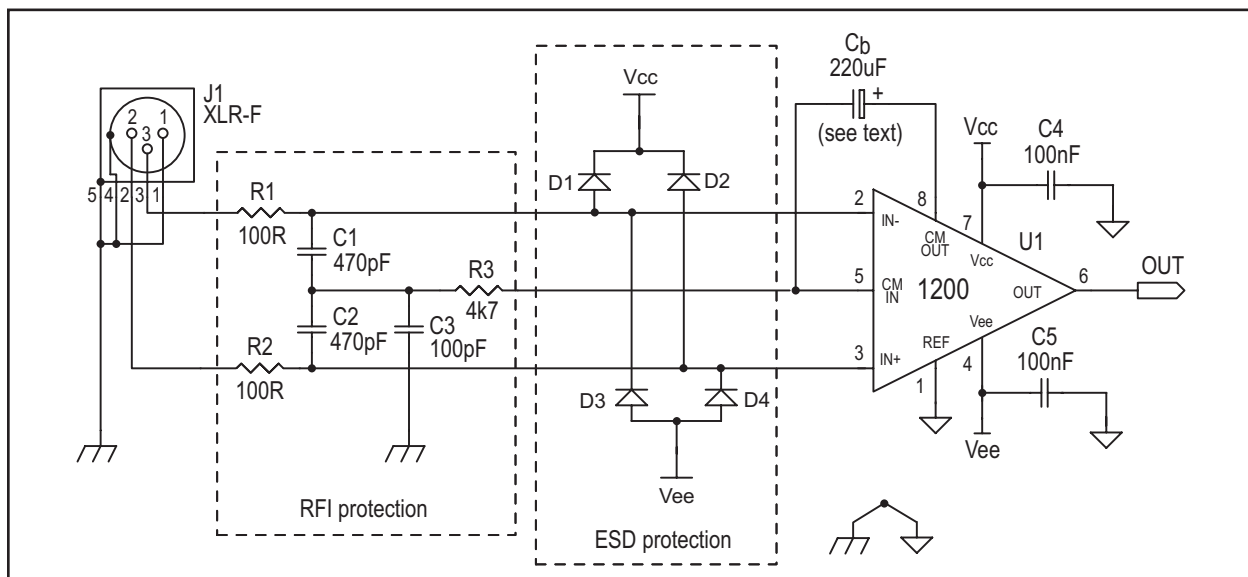 J1
XLR-F
2
3
1
5
4
2
3
1
R1
100R
C1
470pF
C2
470pF
R2
100R
R3
4k7
C3
100pF
RFI protection
Vcc
D1
D2
D3
D4
Vee
ESD protection
Cb
220uF
+
(see text)
2
IN-
8
CM
OUT
7
Vcc
U1
5
CM
IN
1200
OUT
6
OUT
3
IN+
REF
1
Vee
4
Vcc
C4
100nF
C5
100nF
Vee